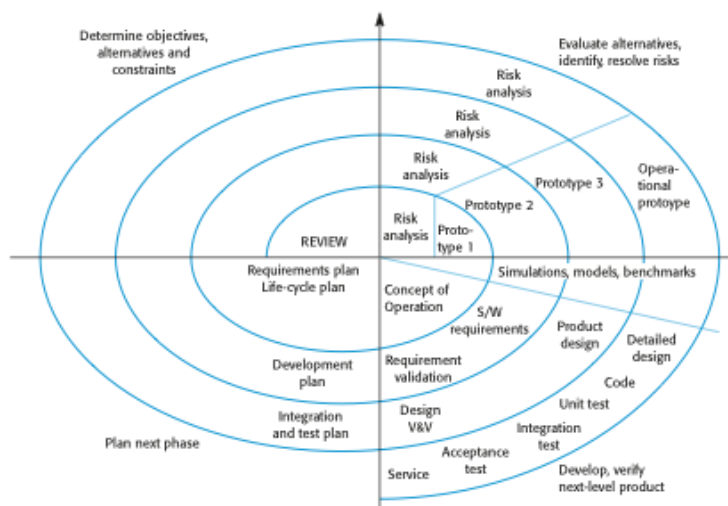 Determine objectives,
alternatives and
constraints
Evaluate alternatives,
identify, resolve risks
Risk
analysis
Risk
analysis
Risk
analysis
Risk
analysis
Proto-
type 1
Prototype 2
Prototype 3
Opera-
tional
protoype
REVIEW
Requirements plan
Life-cycle plan
Simulations, models, benchmarks
Concept of
Operation
S/W
requirements
Product
design
Detailed
design
Development
plan
Requirement
validation
Code
Unit test
Integration
and test plan
Design
V&V
Integration
test
Plan next phase
Acceptance
test
Service
Develop, verify
next-level product